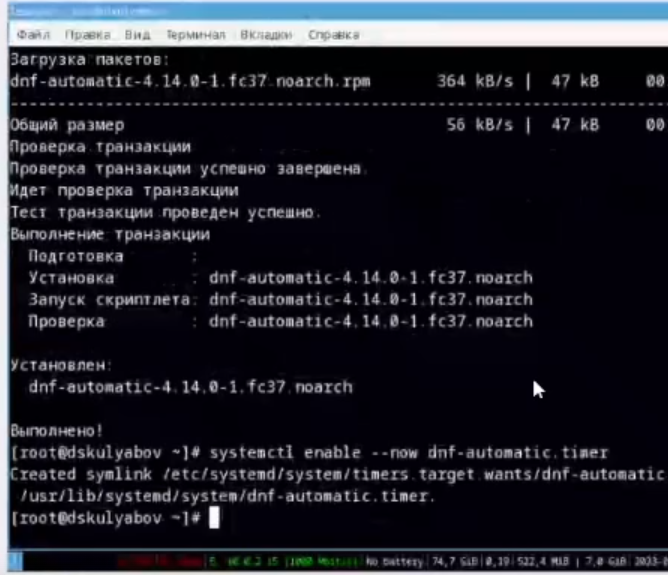 Файл Правка Вид Терминал Вкладки Справка
Загрузка пакетов:
dnf-automatic-4.14.0-1.fc37.noarch.rpm 364 kB/s | 47 kB 00
--------------------------------------------------------------------------------
Общий размер 56 kB/s | 47 kB 00
Проверка транзакции
Проверка транзакции успешно завершена.
Идет проверка транзакции
Тест транзакции проведен успешно.
Выполнение транзакции
Подготовка :
Установка : dnf-automatic-4.14.0-1.fc37.noarch
Запуск скриптлета: dnf-automatic-4.14.0-1.fc37.noarch
Проверка : dnf-automatic-4.14.0-1.fc37.noarch
Установлен:
dnf-automatic-4.14.0-1.fc37.noarch
Выполнено!
[root@dskulyabov ~]# systemctl enable --now dnf-automatic.timer
Created symlink /etc/systemd/system/timers.target.wants/dnf-automatic
/usr/lib/systemd/system/dnf-automatic.timer.
[root@dskulyabov ~]#
No battery | 74,7 GiB | 0,19 | 522,4 MiB | 7,0 GiB | 2023-